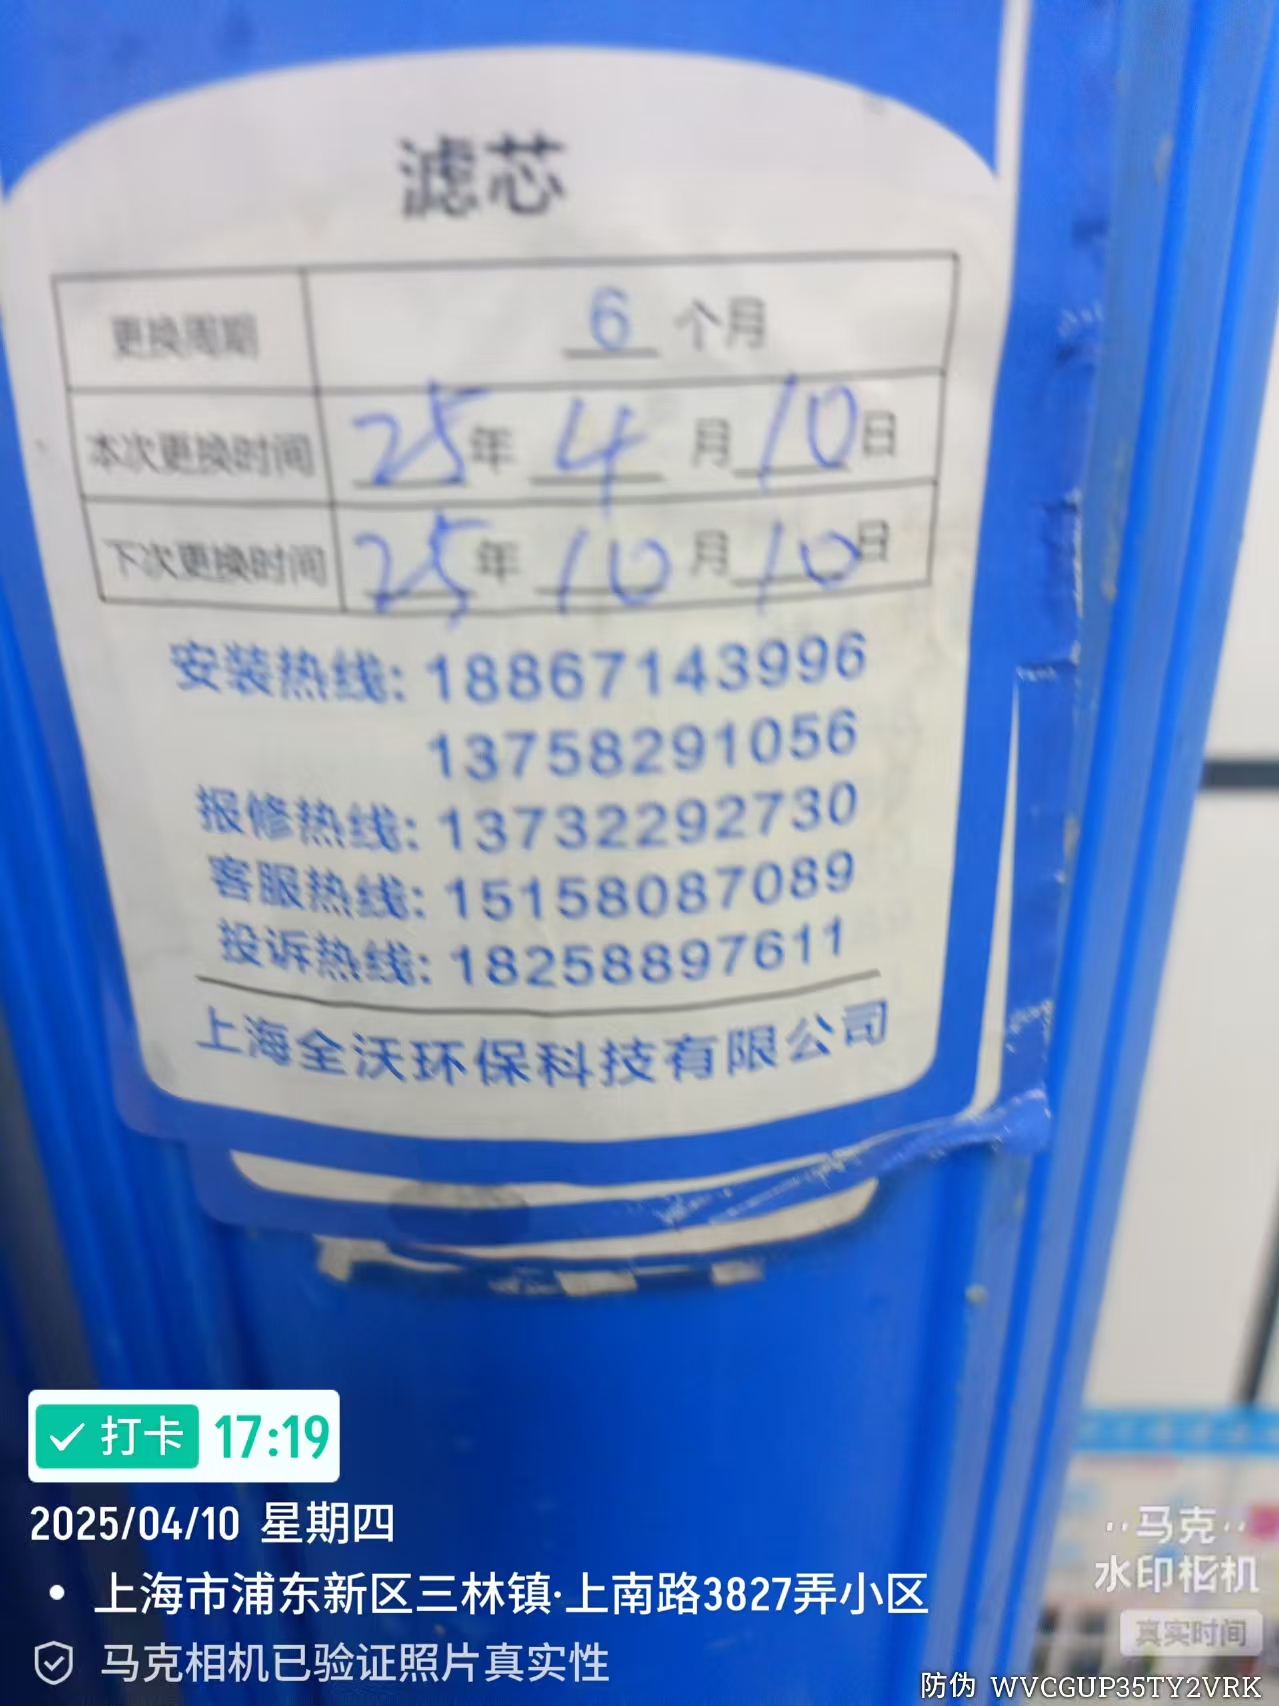 滤芯
更换周期 6 个月
本次更换时间 25年 4 月 10日
下次更换时间 25年 10 月 10日
安装热线: 18867143996
13758291056
报修热线: 13732292730
客服热线: 15158087089
投诉热线: 18258897611
上海全沃环保科技有限公司
打卡 17:19
2025/04/10 星期四
上海市浦东新区三林镇·上南路3827弄小区
马克相机已验证照片真实性
马克
水印相机
真实时间
防伪 WVCGUP35TY2VRK